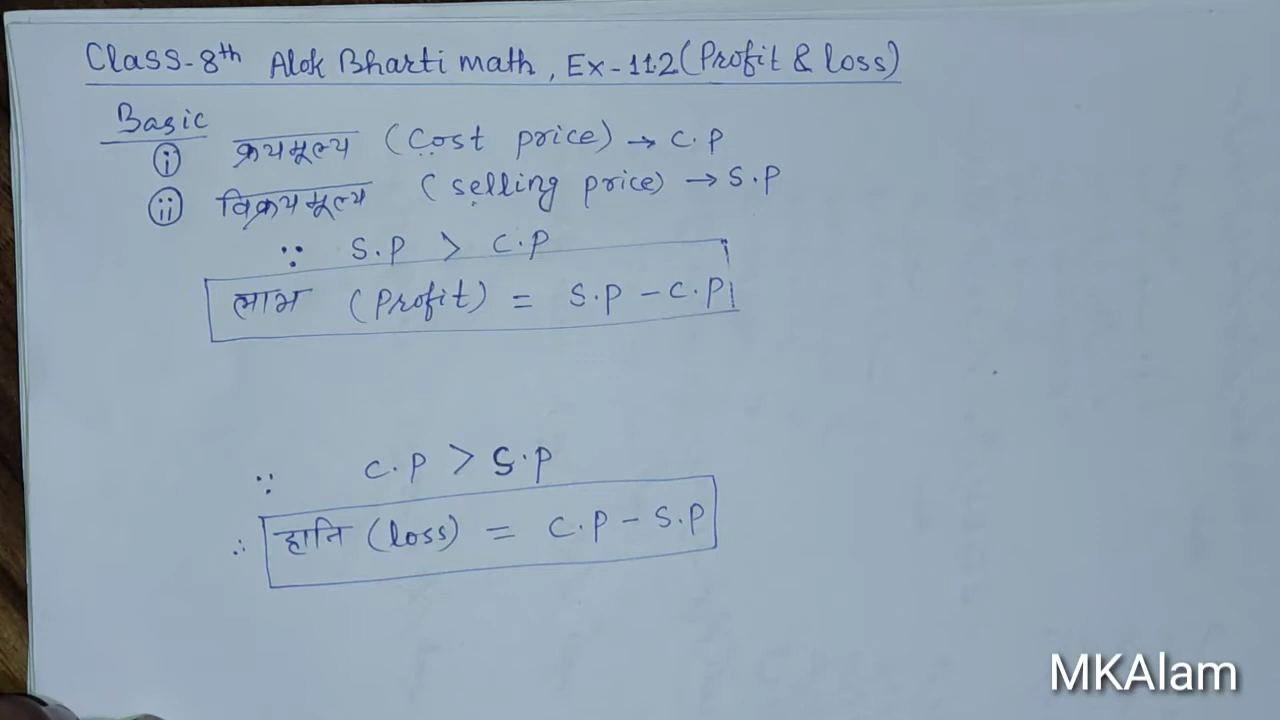 Class-8th Alok Bharti math, Ex-11.2 (Profit & loss)
Basic
(i) क्रयमूल्य (Cost price) → C.P
(ii) विक्रयमूल्य (selling price) → S.P
∵ S.P > C.P
लाभ (Profit) = S.P - C.P
∵ C.P > S.P
∴ हानि (loss) = C.P - S.P
MKAlam